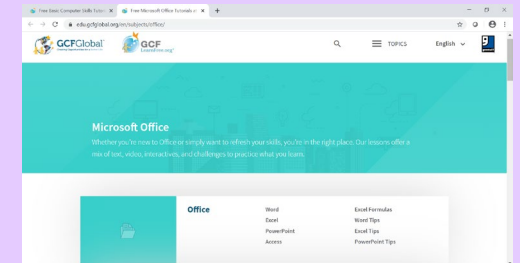 Free Basic Computer Skills Tutori
Free Microsoft Office Tutorials at
edu.gcfglobal.org/en/subjects/office/
GCFGlobal
GCF
LearnFree.org
TOPICS
English
Microsoft Office
Whether you're new to Office or simply want to refresh your skills, you're in the right place. Our lessons offer a
mix of text, video, interactives, and challenges to practice what you learn.
Office
Word
Excel
PowerPoint
Access
Excel Formulas
Word Tips
Excel Tips
PowerPoint Tips